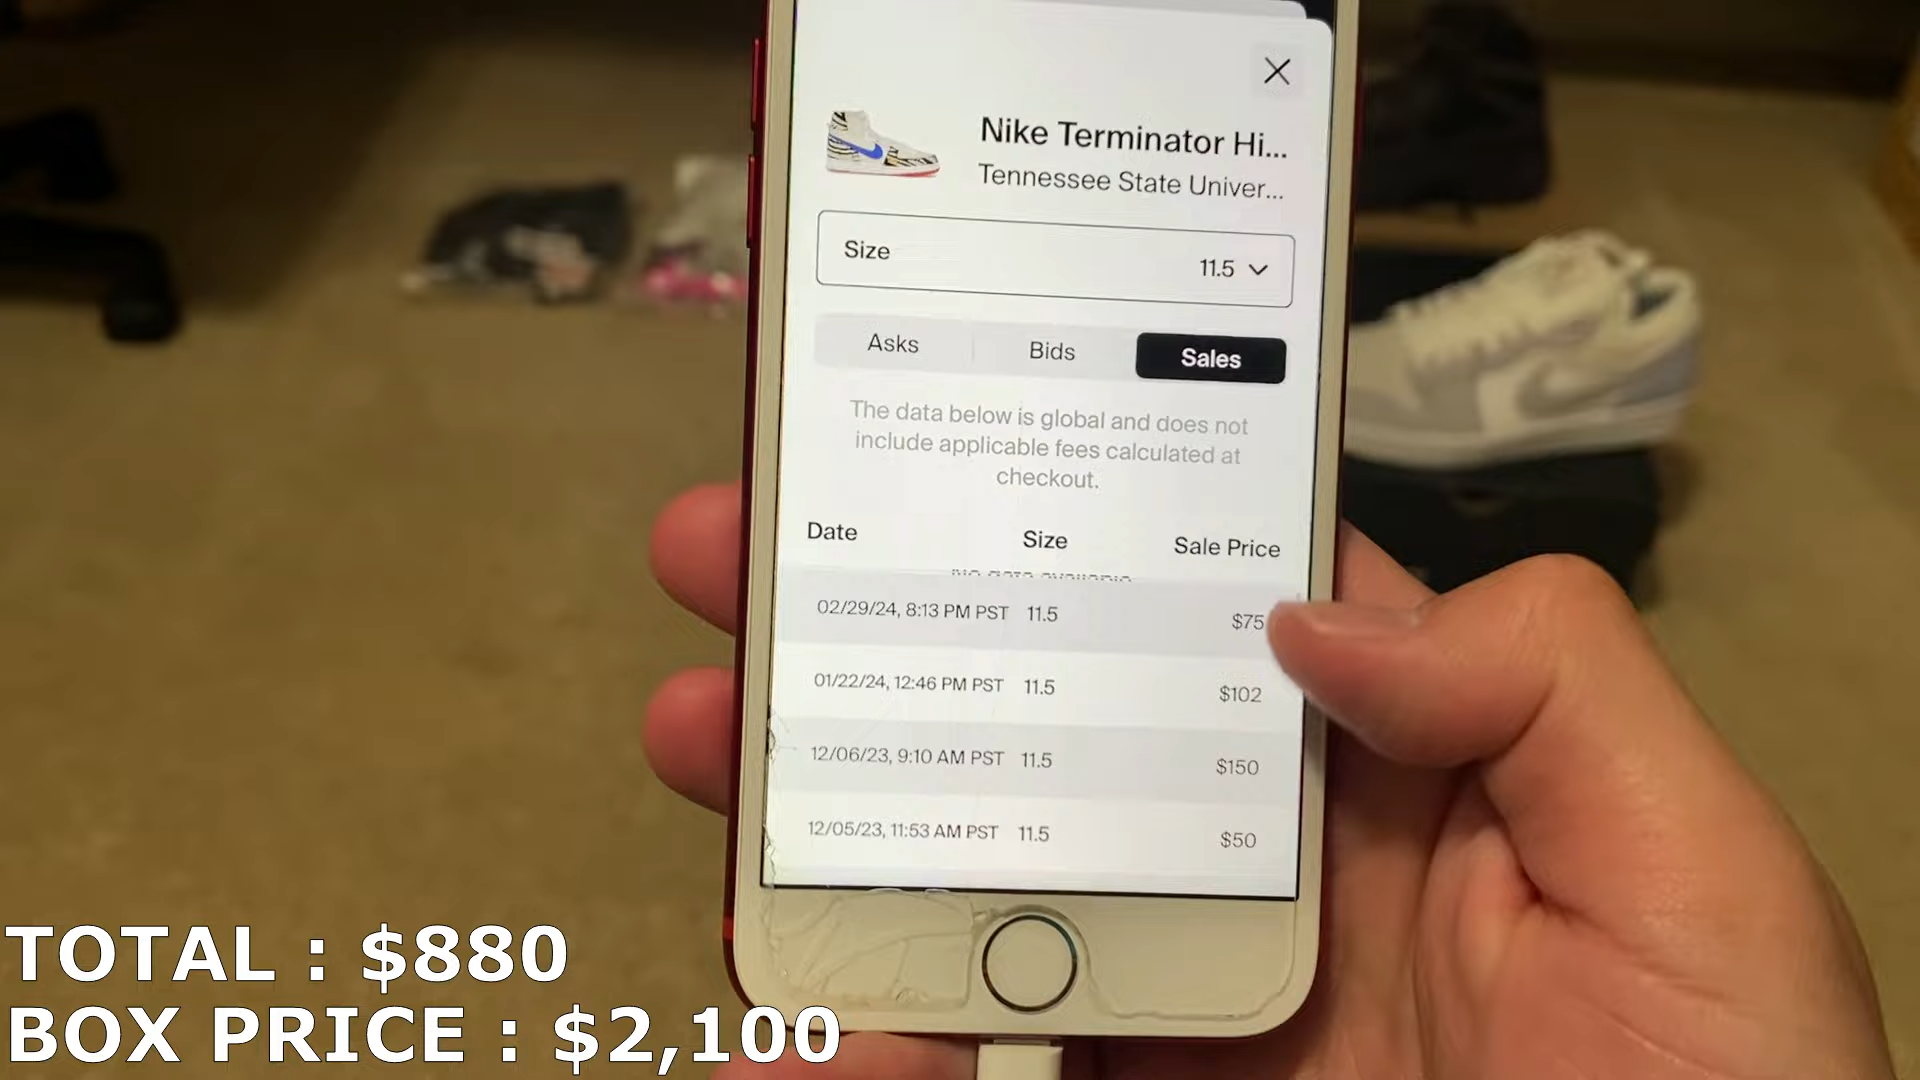 Nike Terminator Hi...
Tennessee State Univer...
Size 11.5
Asks Bids Sales
The data below is global and does not
include applicable fees calculated at
checkout.
Date Size Sale Price
02/29/24, 8:13 PM PST 11.5 $75
01/22/24, 12:46 PM PST 11.5 $102
12/06/23, 9:10 AM PST 11.5 $150
12/05/23, 11:53 AM PST 11.5 $50
TOTAL : $880
BOX PRICE : $2,100